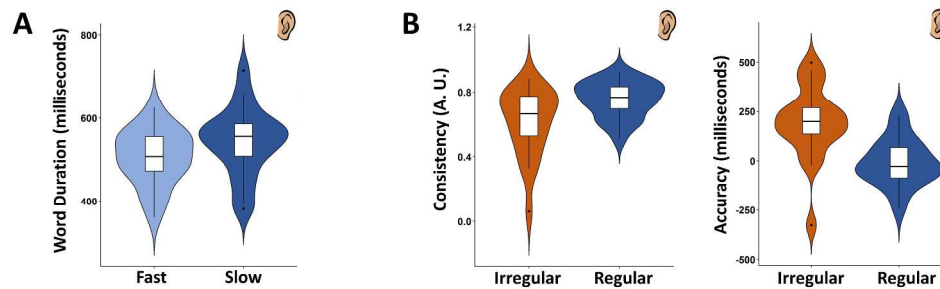 A
Word Duration (milliseconds)
800
600
400
Fast
Slow
B
Consistency (A. U.)
1.2
0.8
0.4
0.0
Irregular
Regular
Accuracy (milliseconds)
500
250
0
-250
-500
Irregular
Regular